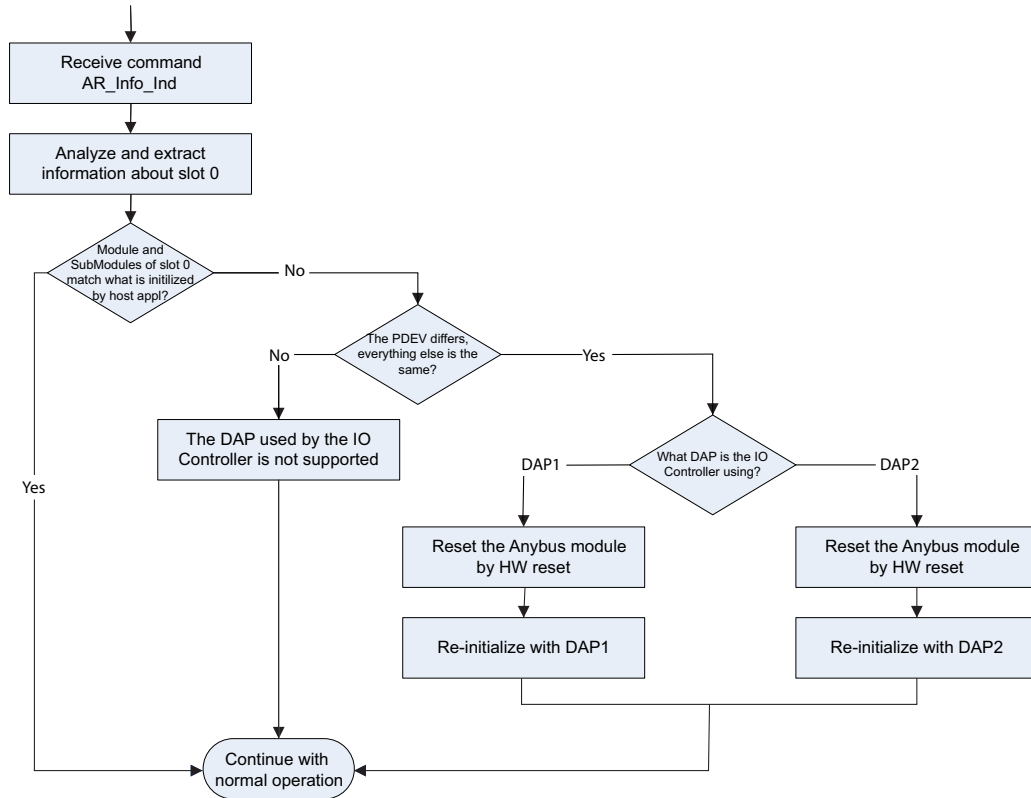 Receive command
AR_Info_Ind
Analyze and extract
information about slot 0
Module and
SubModules of slot 0
match what is initilized
by host appl?
No
The PDEV differs,
everything else is the
same?
No
Yes
The DAP used by the IO
Controller is not supported
What DAP is the IO
Controller using?
DAP1
DAP2
Yes
Reset the Anybus module
by HW reset
Reset the Anybus module
by HW reset
Re-initialize with DAP1
Re-initialize with DAP2
Continue with
normal operation